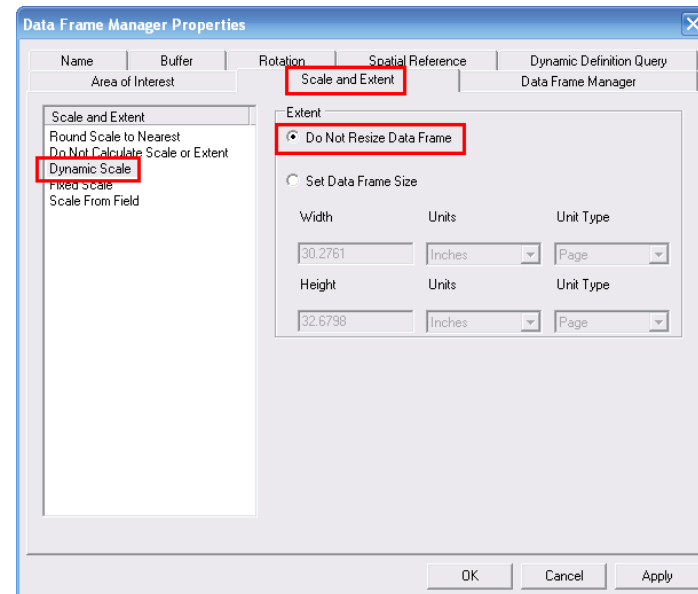 Data Frame Manager Properties
Name Buffer Rotation Spatial Reference Dynamic Definition Query
Area of Interest Scale and Extent Data Frame Manager
Scale and Extent
Round Scale to Nearest
Do Not Calculate Scale or Extent
Dynamic Scale
Fixed Scale
Scale From Field
Extent
Do Not Resize Data Frame
Set Data Frame Size
Width Units Unit Type
30.2761 Inches Page
Height Units Unit Type
32.6798 Inches Page
OK Cancel Apply